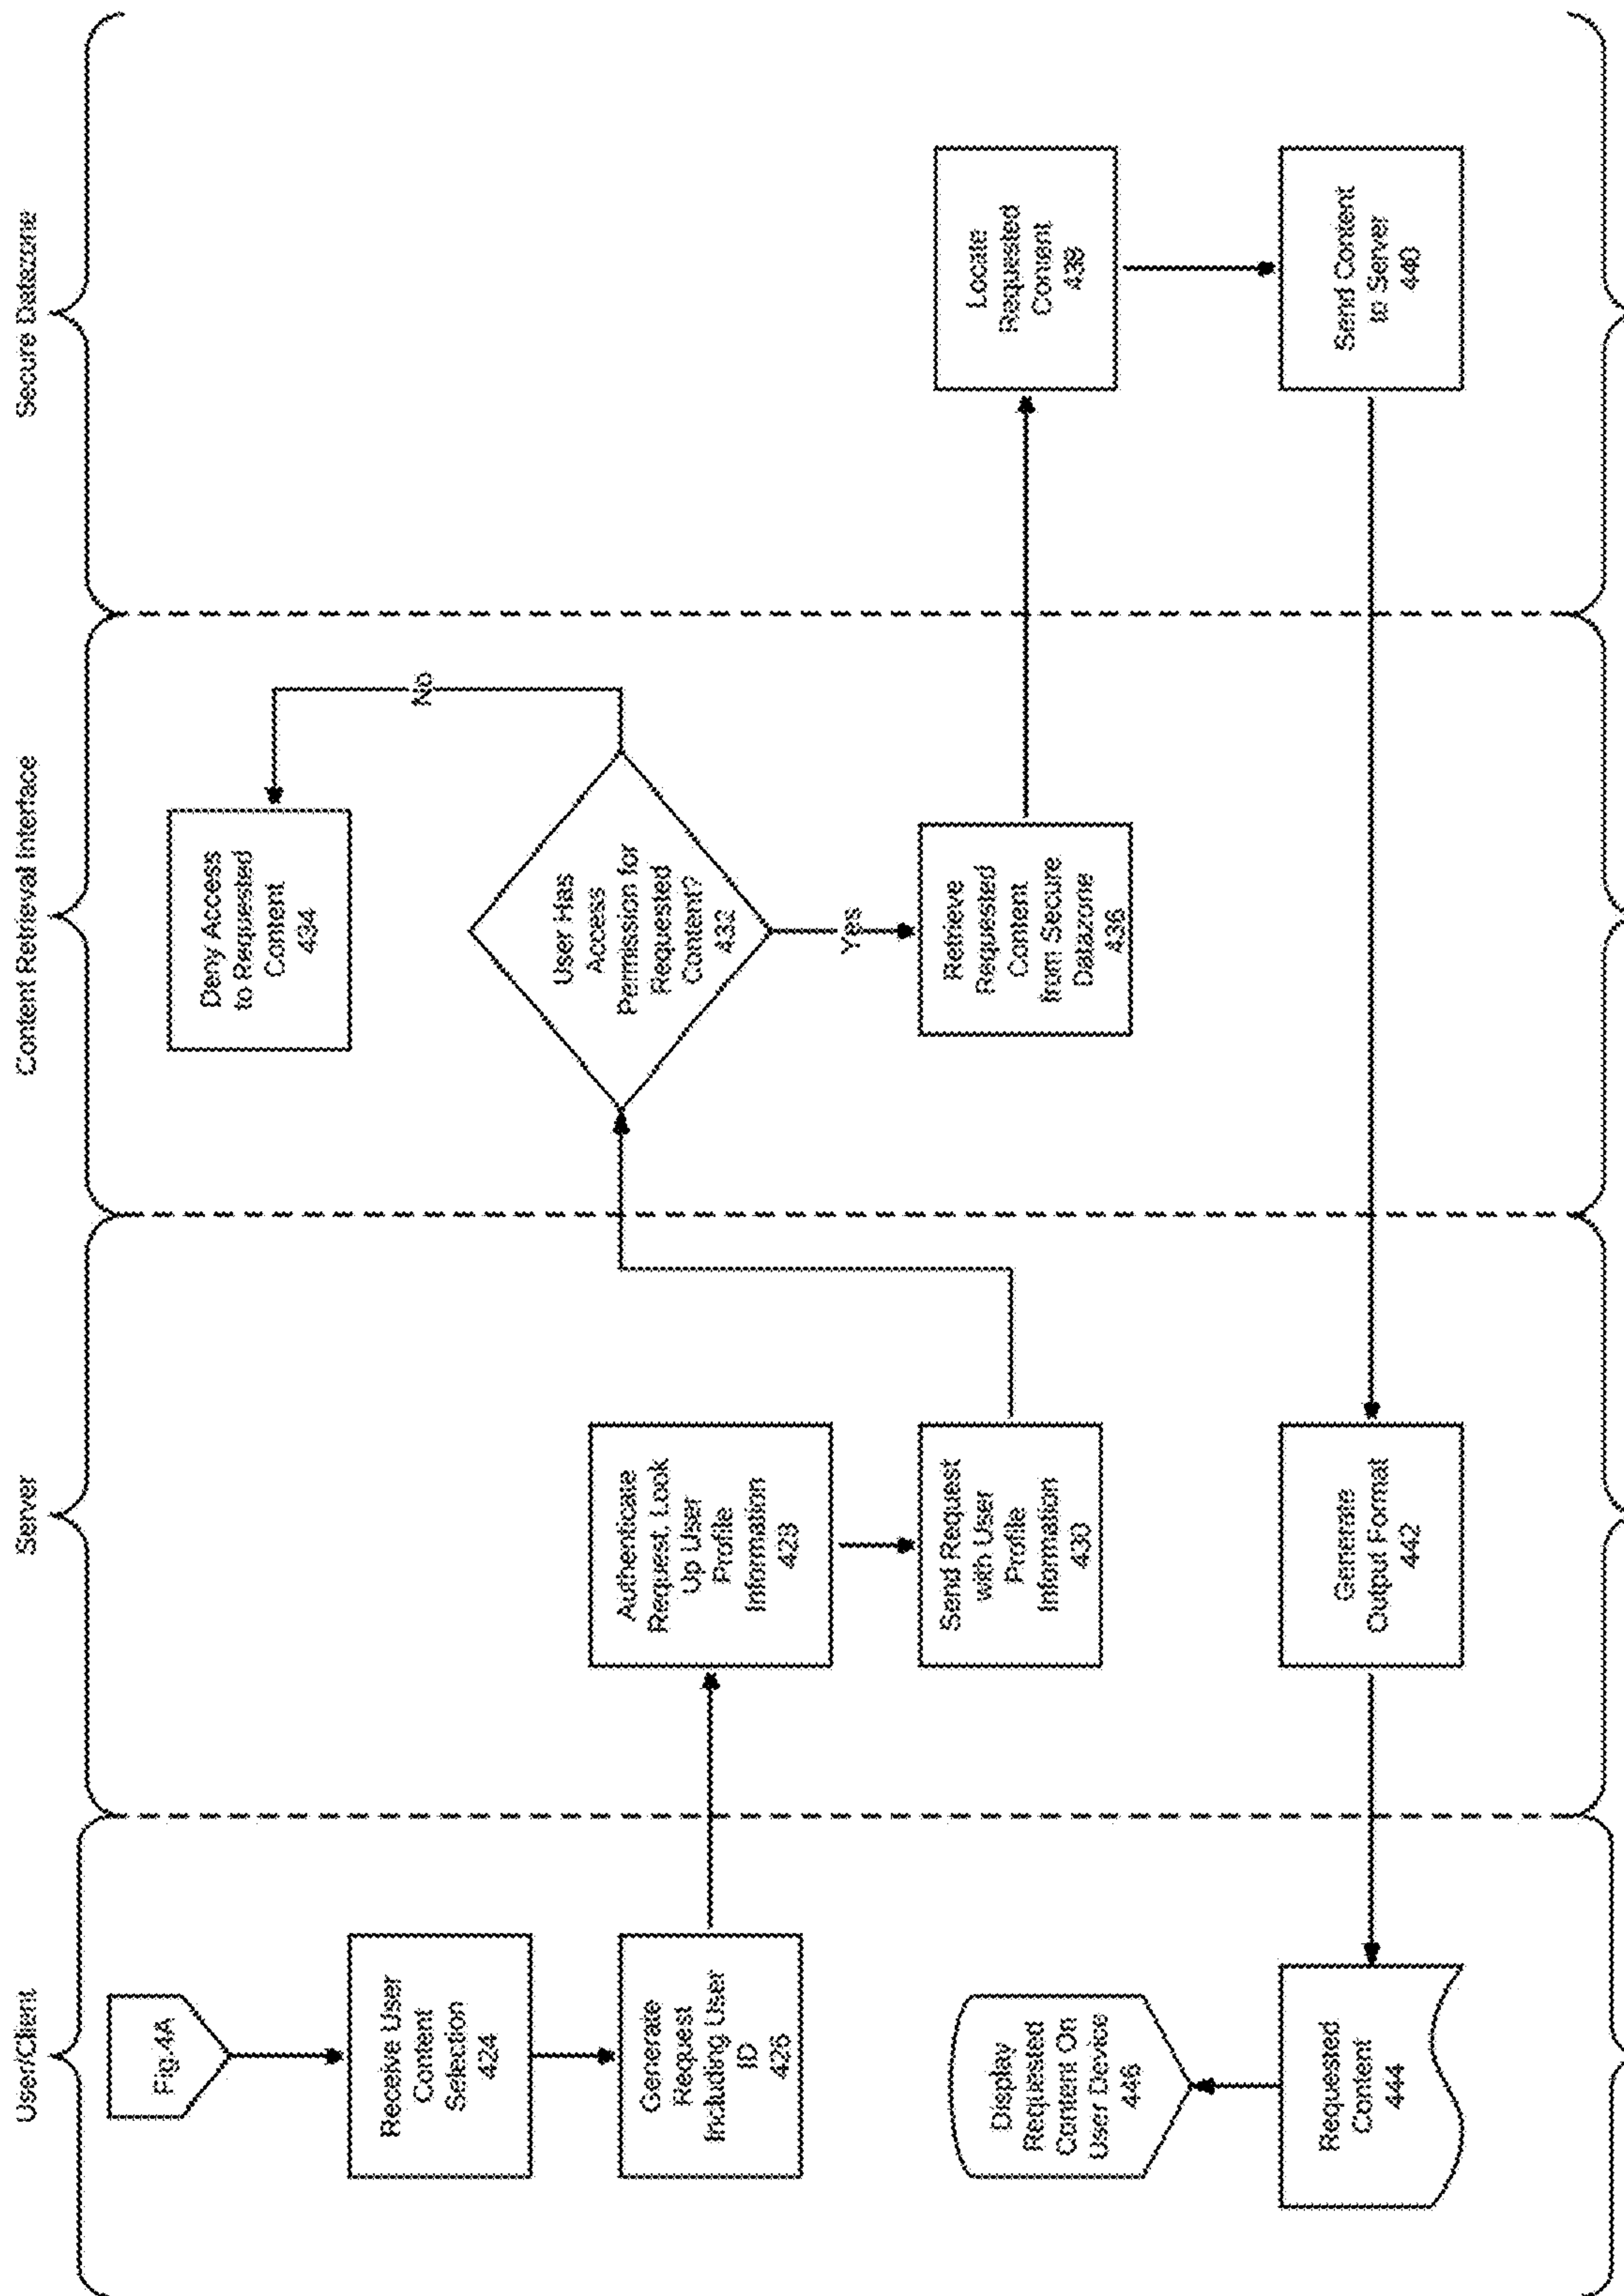 User/Client
Server
Content Retrieval Interface
Secure Datazone
Fig.4A
Receive User
Content
Selection
424
Generate
Request
Including User
ID
426
Authenticate
Request, Look
Up User
Profile
Information
428
Send Request
with User
Profile
Information
430
User Has
Access
Permission for
Requested
Content?
432
No
Deny Access
to Requested
Content
434
Yes
Retrieve
Requested
Content
from Secure
Datazone
436
Locate
Requested
Content
438
Send Content
to Server
440
Generate
Output Format
442
Requested
Content
444
Display
Requested
Content On
User Device
446